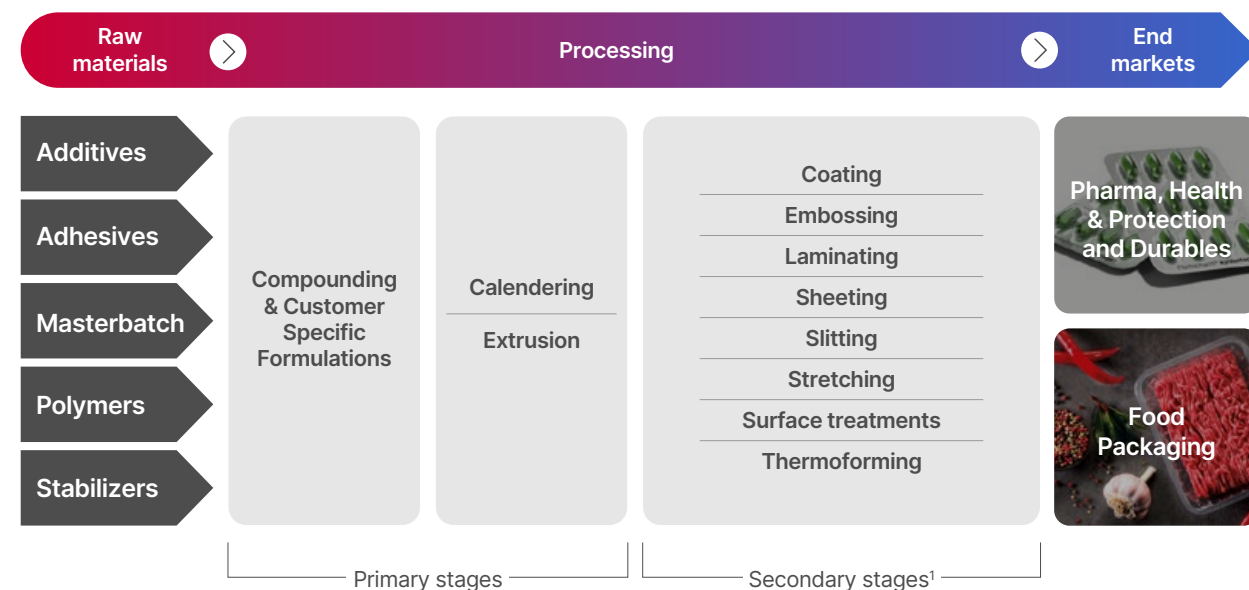 Raw
materials
Processing
End
markets
Additives
Adhesives
Masterbatch
Polymers
Stabilizers
Compounding
& Customer
Specific
Formulations
Calendering
Extrusion
Coating
Embossing
Laminating
Sheeting
Slitting
Stretching
Surface treatments
Thermoforming
Pharma, Health
& Protection
and Durables
Food
Packaging
Primary stages
Secondary stages¹